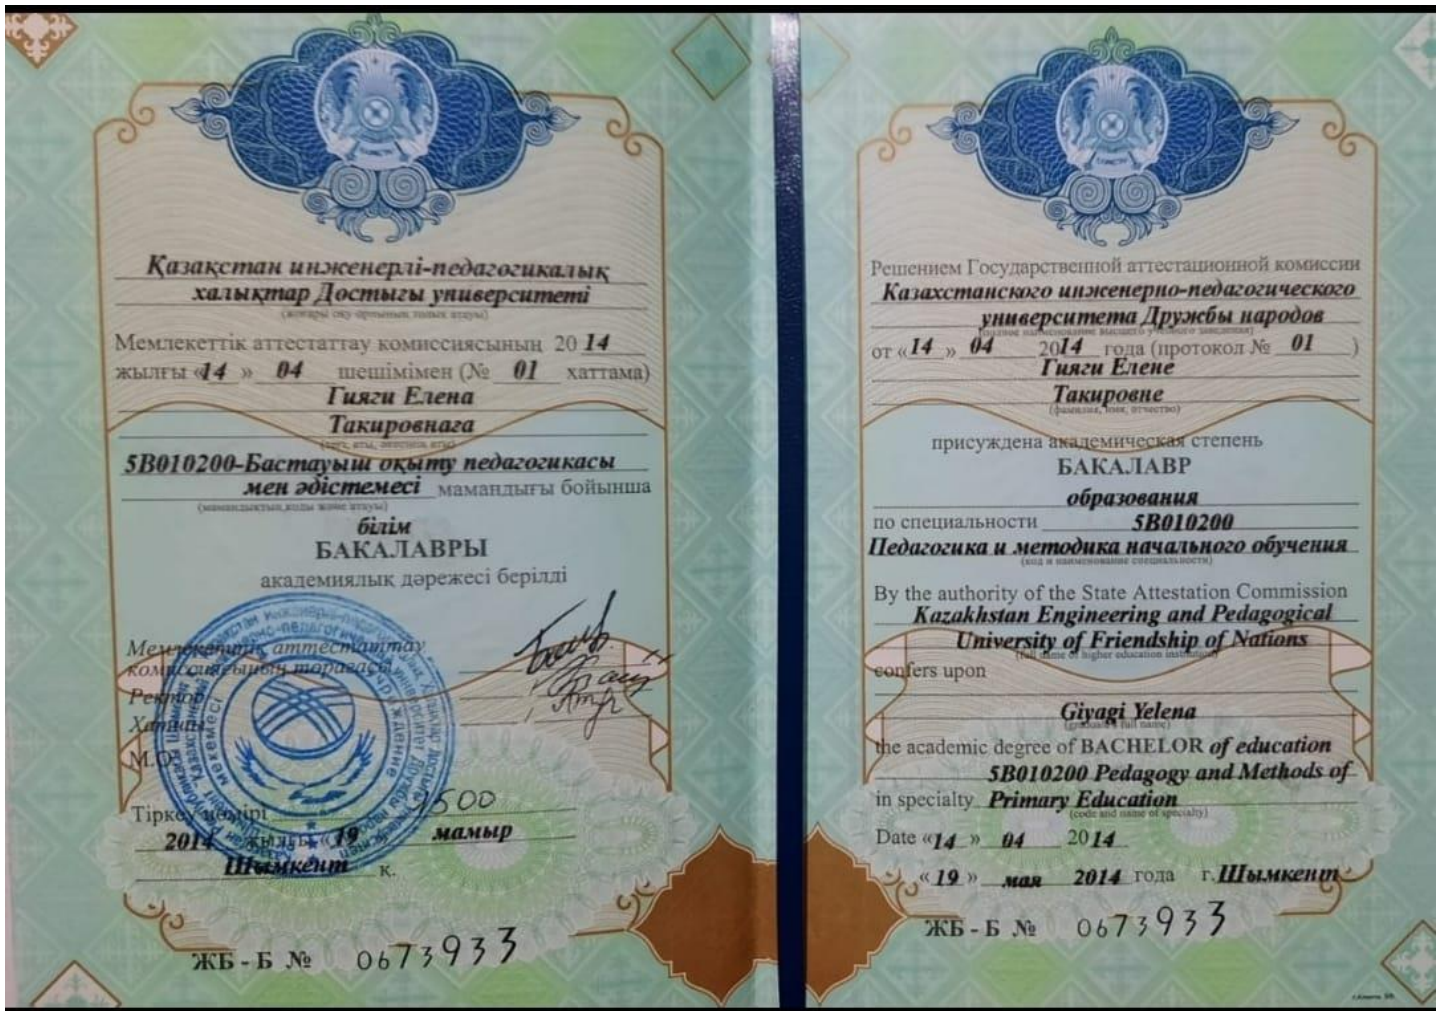 Қазақстан инженерлі-педагогикалық
халықтар Достығы университеті
(жоғары оқу орнының толық атауы)
Мемлекеттік аттестаттау комиссиясының 2014
жылғы «14» 04 шешімімен (№ 01 хаттама)
Гияги Елена
Такировнаға
(тегі, аты, әкесінің аты)
5В010200-Бастауыш оқыту педагогикасы
мен әдістемесі мамандығы бойынша
(мамандықтың коды және атауы)
білім
БАКАЛАВРЫ
академиялық дәрежесі берілді
Мемлекеттік аттестаттау
комиссиясының төрағасы
Ректор
Хатшы
М.О.
Тіркеу нөмірі 1500
2014 жылғы «19 мамыр
Шымкент қ.
ЖБ - Б № 0673933
Решением Государственной аттестационной комиссии
Казахстанского инженерно-педагогического
университета Дружбы народов
(полное наименование высшего учебного заведения)
от «14» 04 2014 года (протокол № 01 )
Гияги Елене
Такировне
(фамилия, имя, отчество)
присуждена академическая степень
БАКАЛАВР
образования
по специальности 5В010200
Педагогика и методика начального обучения
(код и наименование специальности)
By the authority of the State Attestation Commission
Kazakhstan Engineering and Pedagogical
University of Friendship of Nations
(full name of higher education institution)
confers upon
Giyagi Yelena
(graduate's full name)
the academic degree of BACHELOR of education
5B010200 Pedagogy and Methods of
in specialty Primary Education
(code and name of specialty)
Date «14» 04 2014
«19» мая 2014 года г.Шымкент
ЖБ - Б № 0673933